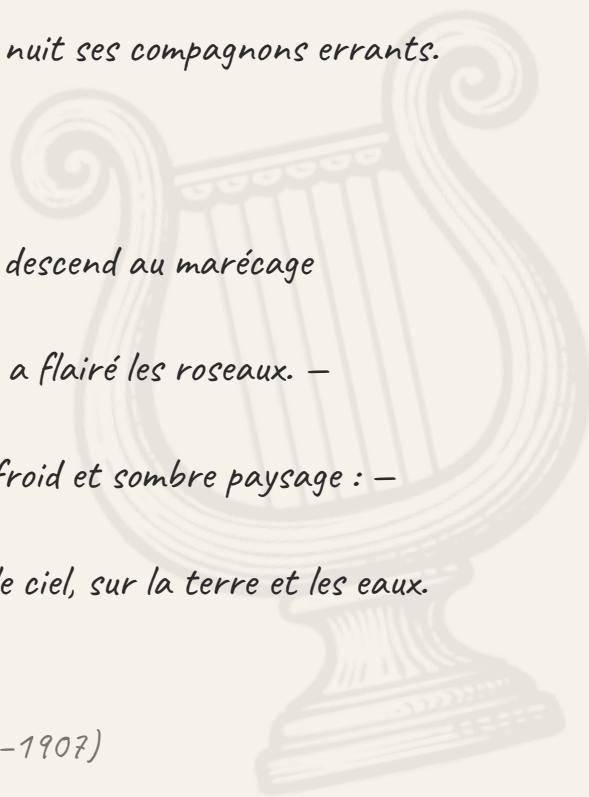 nuit ses compagnons errants.
descend au marécage
a flairé les roseaux. —
froid et sombre paysage : —
le ciel, sur la terre et les eaux.
–1907)